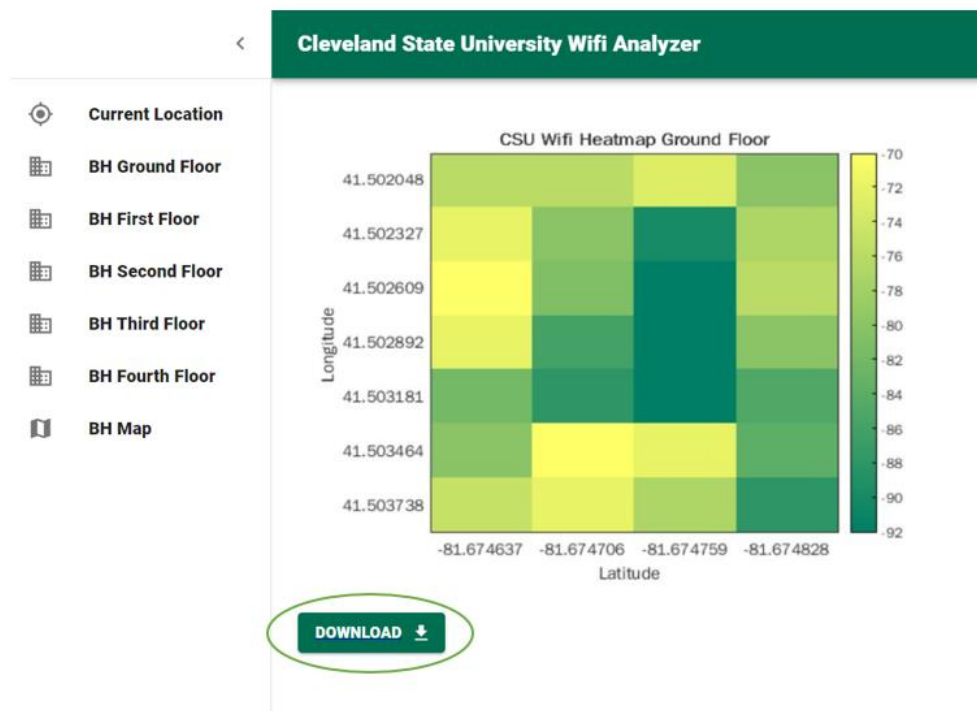 Cleveland State University Wifi Analyzer
Current Location
BH Ground Floor
BH First Floor
BH Second Floor
BH Third Floor
BH Fourth Floor
BH Map
CSU Wifi Heatmap Ground Floor
Longitude
41.502048
41.502327
41.502609
41.502892
41.503181
41.503464
41.503738
-81.674637 -81.674706 -81.674759 -81.674828
Latitude
-70
-72
-74
-76
-78
-80
-82
-84
-86
-88
-90
-92
DOWNLOAD